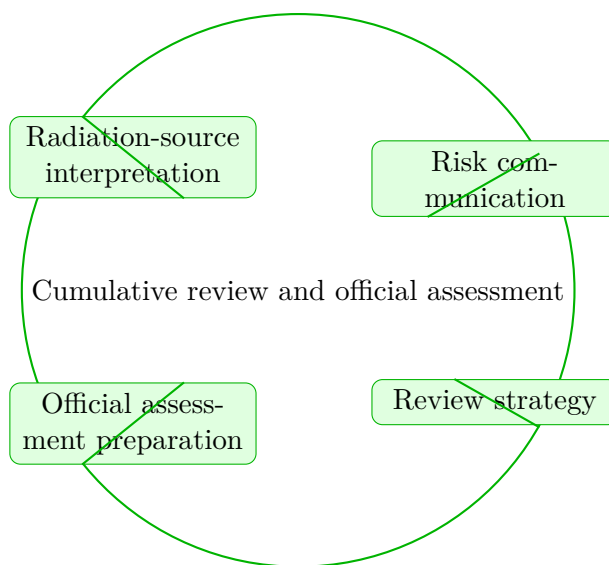 Radiation-source
interpretation
Risk com-
munication
Cumulative review and official assessment
Official assess-
ment preparation
Review strategy